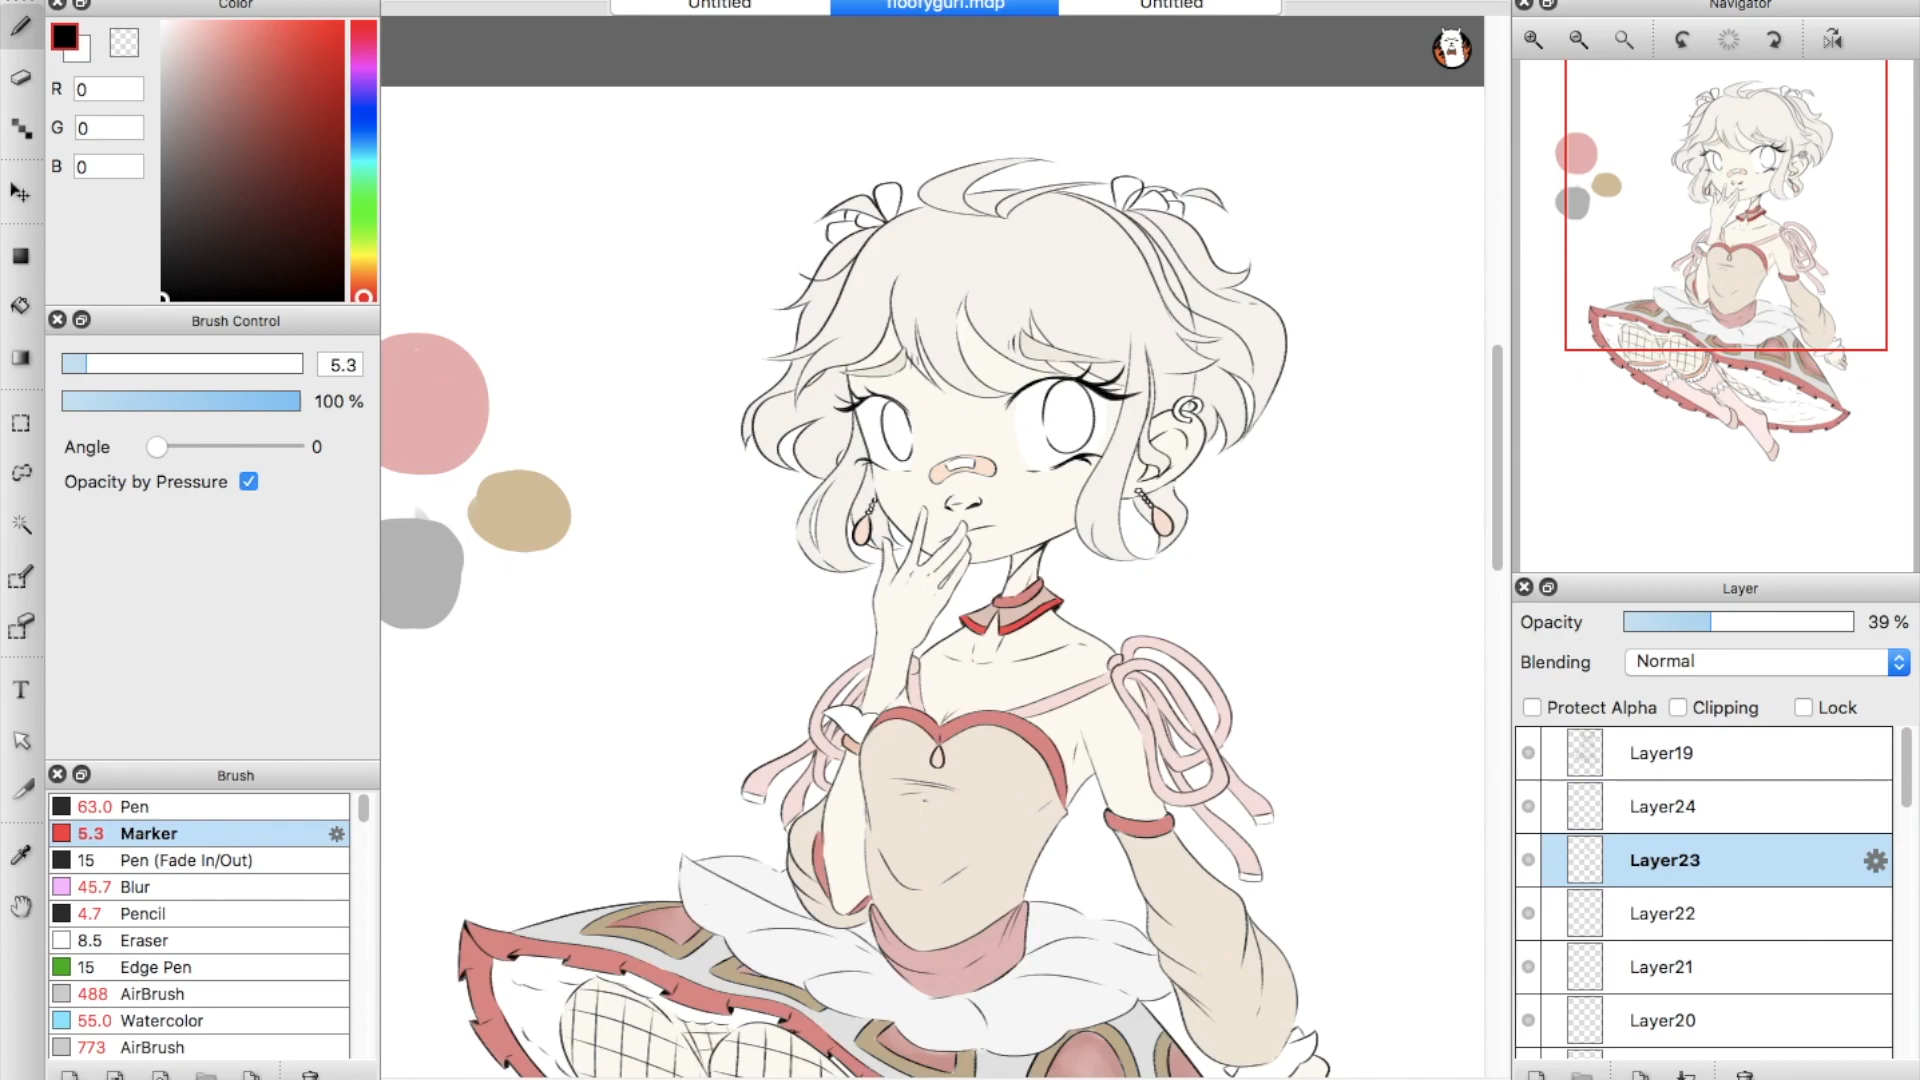 Color
Untitled
floofygurl.mdp
Untitled
Navigator
R 0
G 0
B 0
Brush Control
5.3
100 %
Angle 0
Opacity by Pressure
Brush
63.0 Pen
5.3 Marker
15 Pen (Fade In/Out)
45.7 Blur
4.7 Pencil
8.5 Eraser
15 Edge Pen
488 AirBrush
55.0 Watercolor
773 AirBrush
T
Layer
Opacity 39 %
Blending Normal
Protect Alpha Clipping Lock
Layer19
Layer24
Layer23
Layer22
Layer21
Layer20